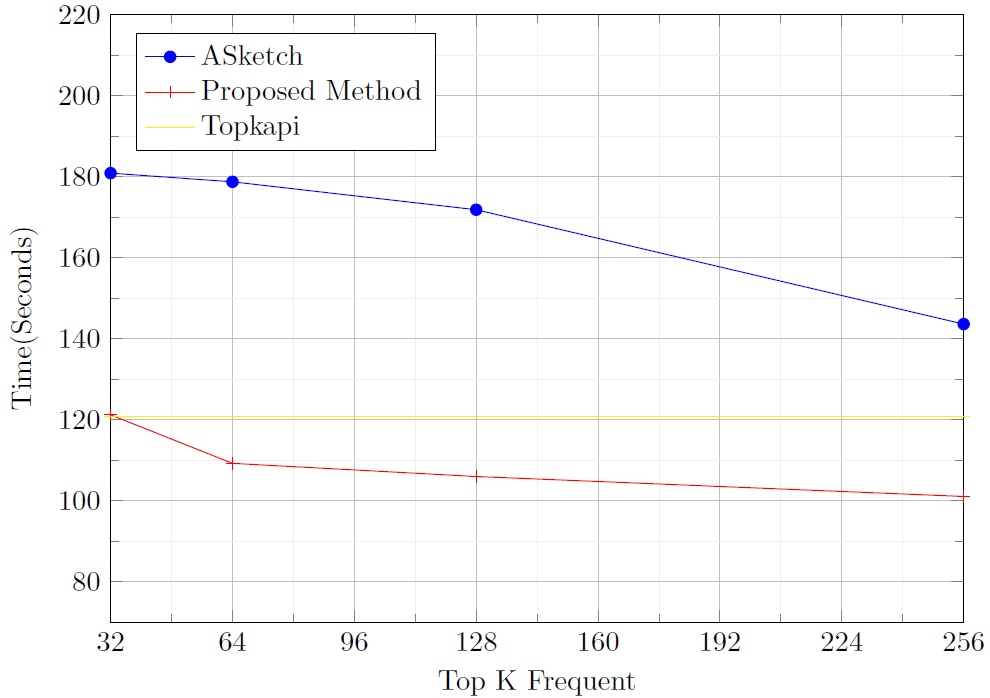 220
200
180
160
140
120
100
80
Time(Seconds)
ASketch
Proposed Method
Topkapi
32 64 96 128 160 192 224 256
Top K Frequent